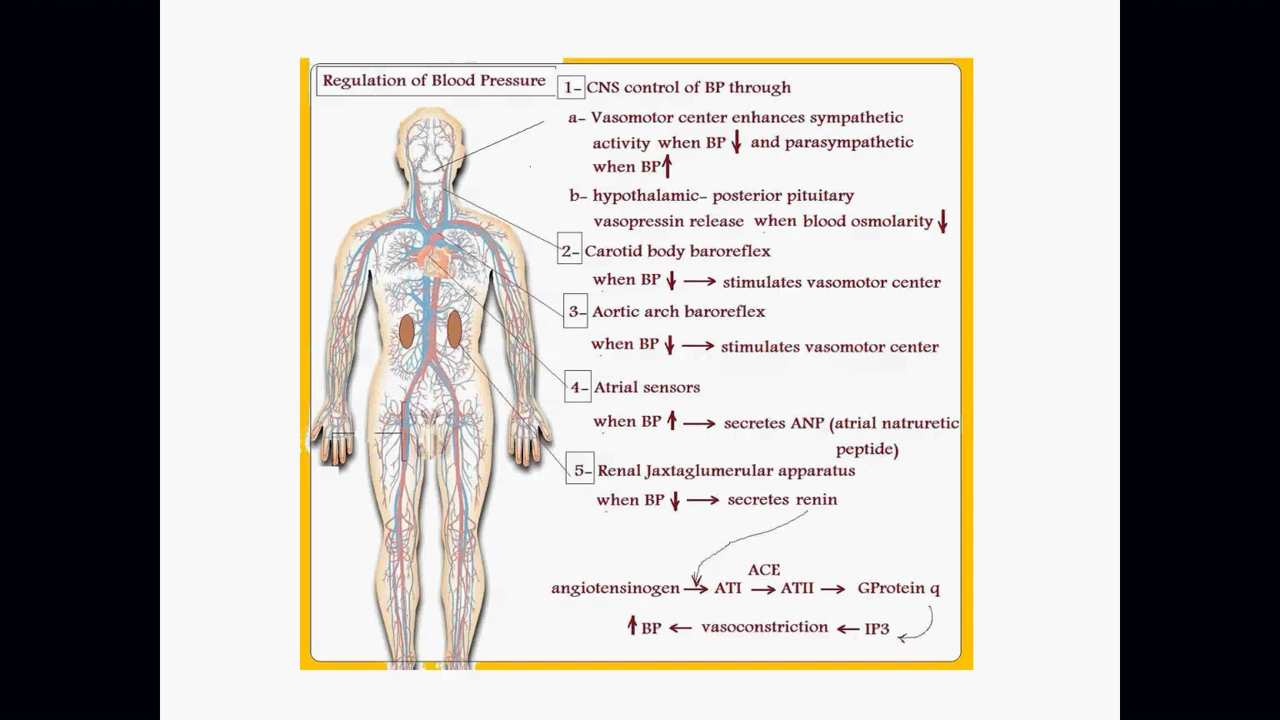 Regulation of Blood Pressure
1- CNS control of BP through
a- Vasomotor center enhances sympathetic
activity when BP ↓ and parasympathetic
when BP ↑
b- hypothalamic- posterior pituitary
vasopressin release when blood osmolarity ↓
2- Carotid body baroreflex
when BP ↓ → stimulates vasomotor center
3- Aortic arch baroreflex
when BP ↓ → stimulates vasomotor center
4- Atrial sensors
when BP ↑ → secretes ANP (atrial natruretic
peptide)
5- Renal Jaxtaglumerular apparatus
when BP ↓ → secretes renin
ACE
angiotensinogen → ATI → ATII → GProtein q
↑ BP ← vasoconstriction ← IP3